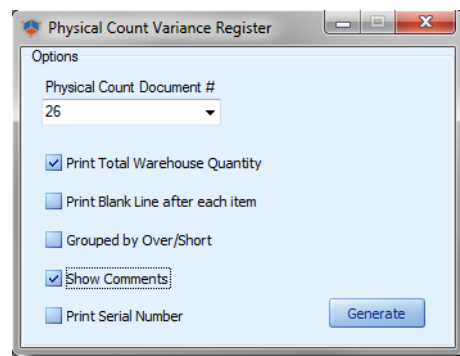 Physical Count Variance Register
Options
Physical Count Document #
26
Print Total Warehouse Quantity
Print Blank Line after each item
Grouped by Over/Short
Show Comments
Print Serial Number
Generate